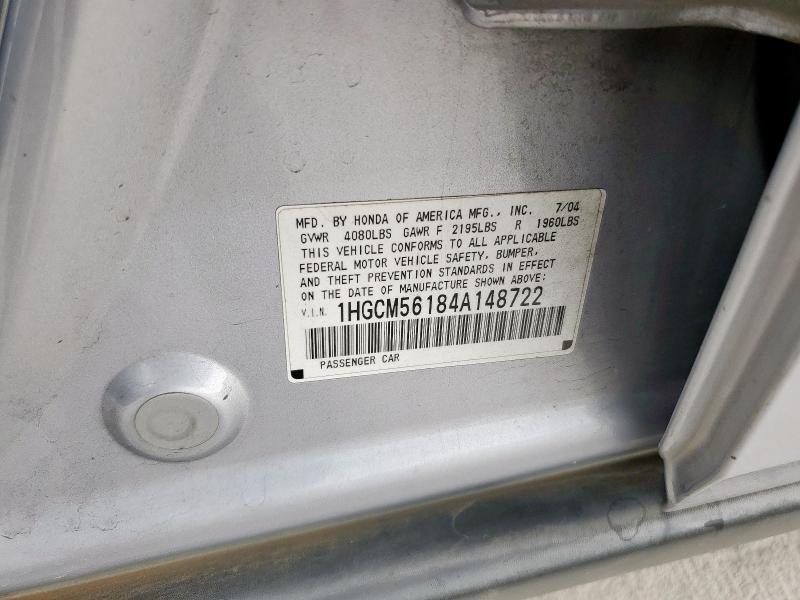 MFD. BY HONDA OF AMERICA MFG., INC. 7/04
GVWR 4080LBS GAWR F 2195LBS R 1960LBS
THIS VEHICLE CONFORMS TO ALL APPLICABLE
FEDERAL MOTOR VEHICLE SAFETY, BUMPER,
AND THEFT PREVENTION STANDARDS IN EFFECT
ON THE DATE OF MANUFACTURE SHOWN ABOVE:
V.I.N. 1HGCM56184A148722
PASSENGER CAR